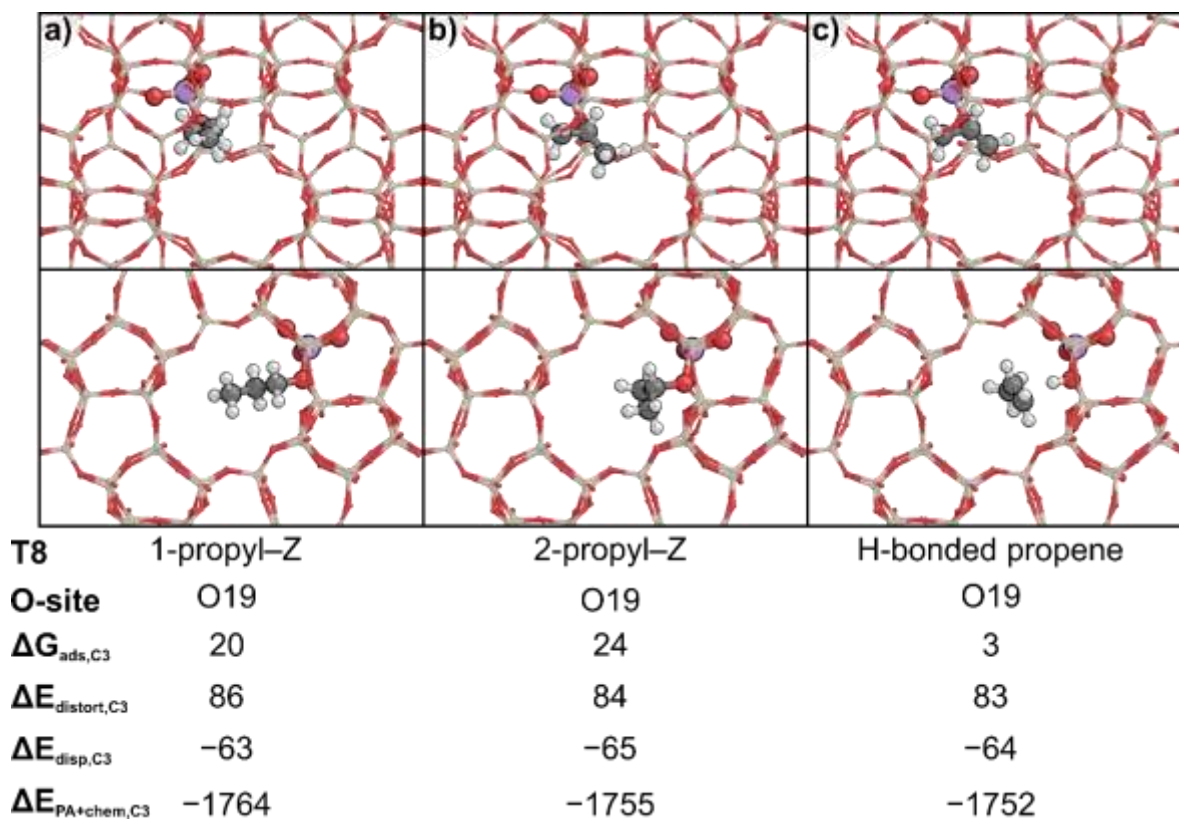 a) b) c)
T8 1-propyl–Z 2-propyl–Z H-bonded propene
O-site O19 O19 O19
ΔGads,C3 20 24 3
ΔEdistort,C3 86 84 83
ΔEdisp,C3 −63 −65 −64
ΔEPA+chem,C3 −1764 −1755 −1752